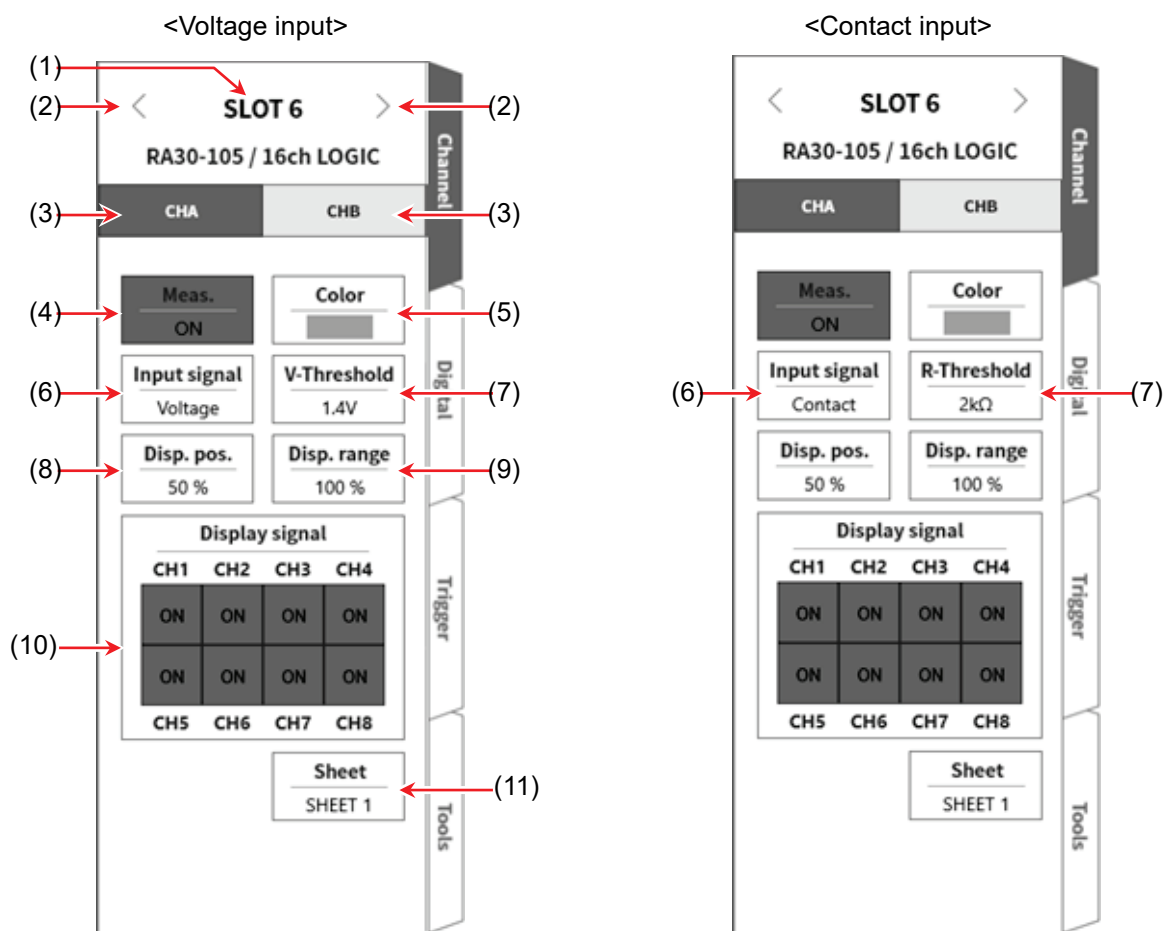 <Voltage input>
(1)
(2) < SLOT 6 > (2)
RA30-105 / 16ch LOGIC
(3) CHA CHB (3)
Meas. Color
(4) ON (5)
Input signal V-Threshold
(6) Voltage 1.4V (7)
Disp. pos. Disp. range
(8) 50 % 100 % (9)
Display signal
CH1 CH2 CH3 CH4
ON ON ON ON
(10)
ON ON ON ON
CH5 CH6 CH7 CH8
Sheet
SHEET 1 (11)
Channel
Digital
Trigger
Tools
<Contact input>
< SLOT 6 >
RA30-105 / 16ch LOGIC
CHA CHB
Meas. Color
ON
Input signal R-Threshold
(6) Contact 2kΩ (7)
Disp. pos. Disp. range
50 % 100 %
Display signal
CH1 CH2 CH3 CH4
ON ON ON ON
ON ON ON ON
CH5 CH6 CH7 CH8
Sheet
SHEET 1
Channel
Digital
Trigger
Tools